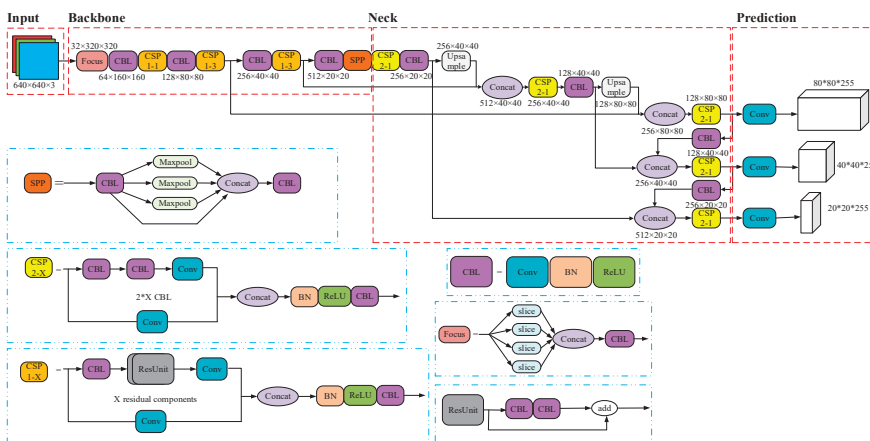 Input
Backbone
Neck
Prediction
32×320×320
Focus
CBL
CSP
1-1
CBL
CSP
1-3
CBL
CSP
1-3
CBL
SPP
CSP
2-1
CBL
256×40×40
Upsa
mple
640×640×3
64×160×160
128×80×80
256×40×40
512×20×20
256×20×20
Concat
512×40×40
CSP
2-1
256×40×40
128×40×40
CBL
Upsa
mple
128×80×80
Concat
256×80×80
128×80×80
CSP
2-1
Conv
80*80*255
CBL
128×40×40
Concat
256×40×40
CSP
2-1
Conv
CBL
256×20×20
Concat
512×20×20
CSP
2-1
Conv
20*20*255
SPP
=
CBL
Maxpool
Maxpool
Maxpool
Concat
CBL
CSP
2-X
CBL
CBL
Conv
2*X CBL
Conv
Concat
BN
ReLU
CBL
CBL
Conv
BN
ReLU
Focus
slice
slice
slice
slice
Concat
CBL
CSP
1-X
CBL
ResUnit
Conv
X residual components
Conv
Concat
BN
ReLU
CBL
ResUnit
CBL
CBL
add